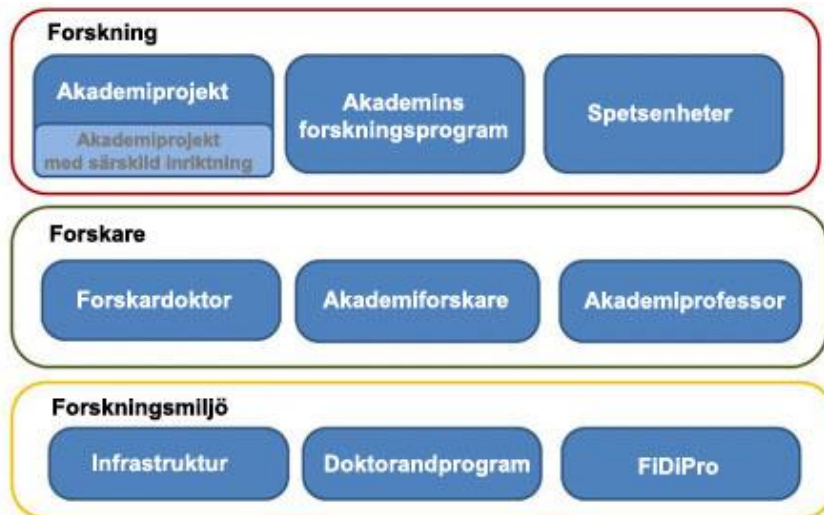 Forskning
Akademiprojekt
Akademiprojekt
med särskild inriktning
Akademins
forskningsprogram
Spetsenheter
Forskare
Forskardoktor
Akademiforskare
Akademiprofessor
Forskningsmiljö
Infrastruktur
Doktorandprogram
FiDiPro